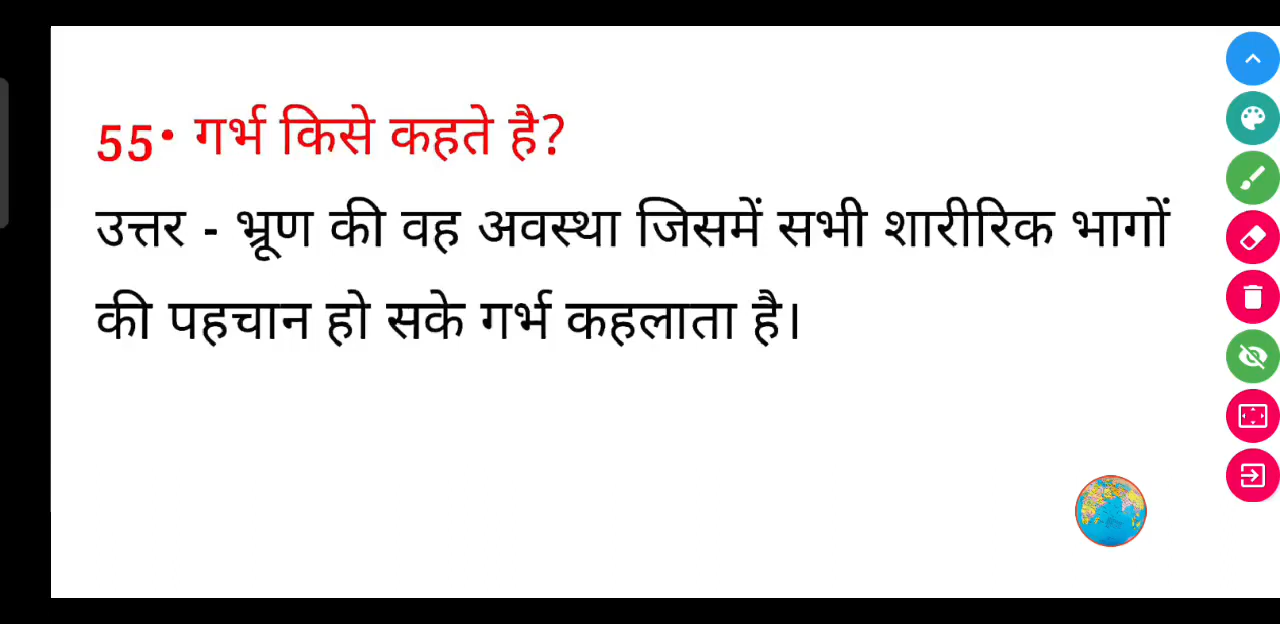 55• गर्भ किसे कहते है?
उत्तर - भ्रूण की वह अवस्था जिसमें सभी शारीरिक भागों
की पहचान हो सके गर्भ कहलाता है।